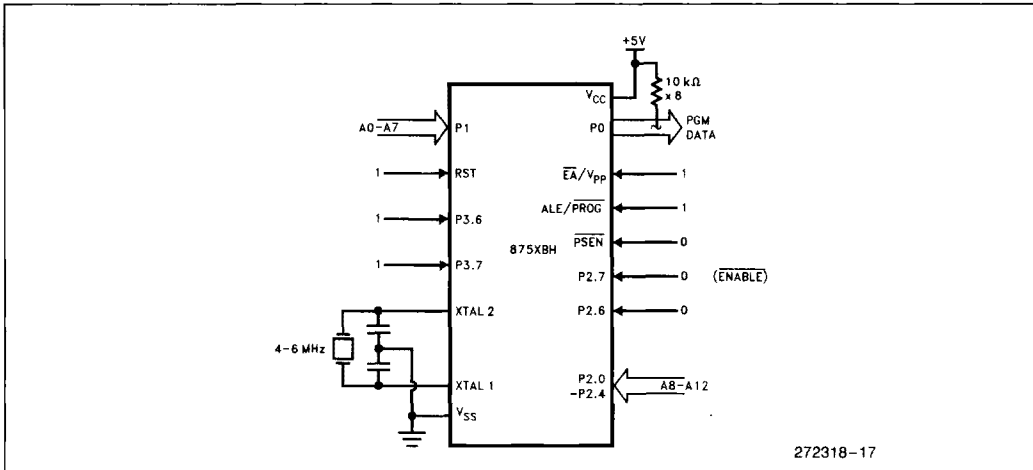 +5V
10 kΩ
x 8
VCC
A0-A7
P1
P0
PGM
DATA
1
RST
EA/VPP
1
ALE/PROG
1
1
P3.6
PSEN
0
875XBH
1
P3.7
P2.7
0
(ENABLE)
XTAL 2
P2.6
0
4-6 MHz
XTAL 1
P2.0
-P2.4
A8-A12
VSS
272318-17